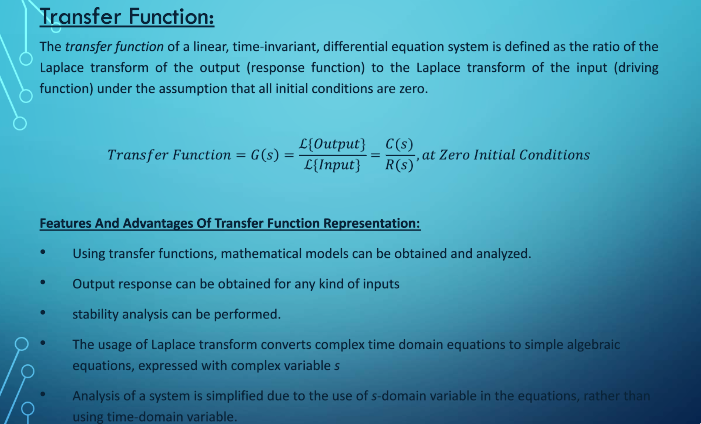 Transfer Function:
The transfer function of a linear, time-invariant, differential equation system is defined as the ratio of the
Laplace transform of the output (response function) to the Laplace transform of the input (driving
function) under the assumption that all initial conditions are zero.
Transfer Function = G(s) = ℒ{Output}/ℒ{Input} = C(s)/R(s), at Zero Initial Conditions
Features And Advantages Of Transfer Function Representation:
• Using transfer functions, mathematical models can be obtained and analyzed.
• Output response can be obtained for any kind of inputs
• stability analysis can be performed.
• The usage of Laplace transform converts complex time domain equations to simple algebraic
equations, expressed with complex variable s
• Analysis of a system is simplified due to the use of s-domain variable in the equations, rather than
using time-domain variable.